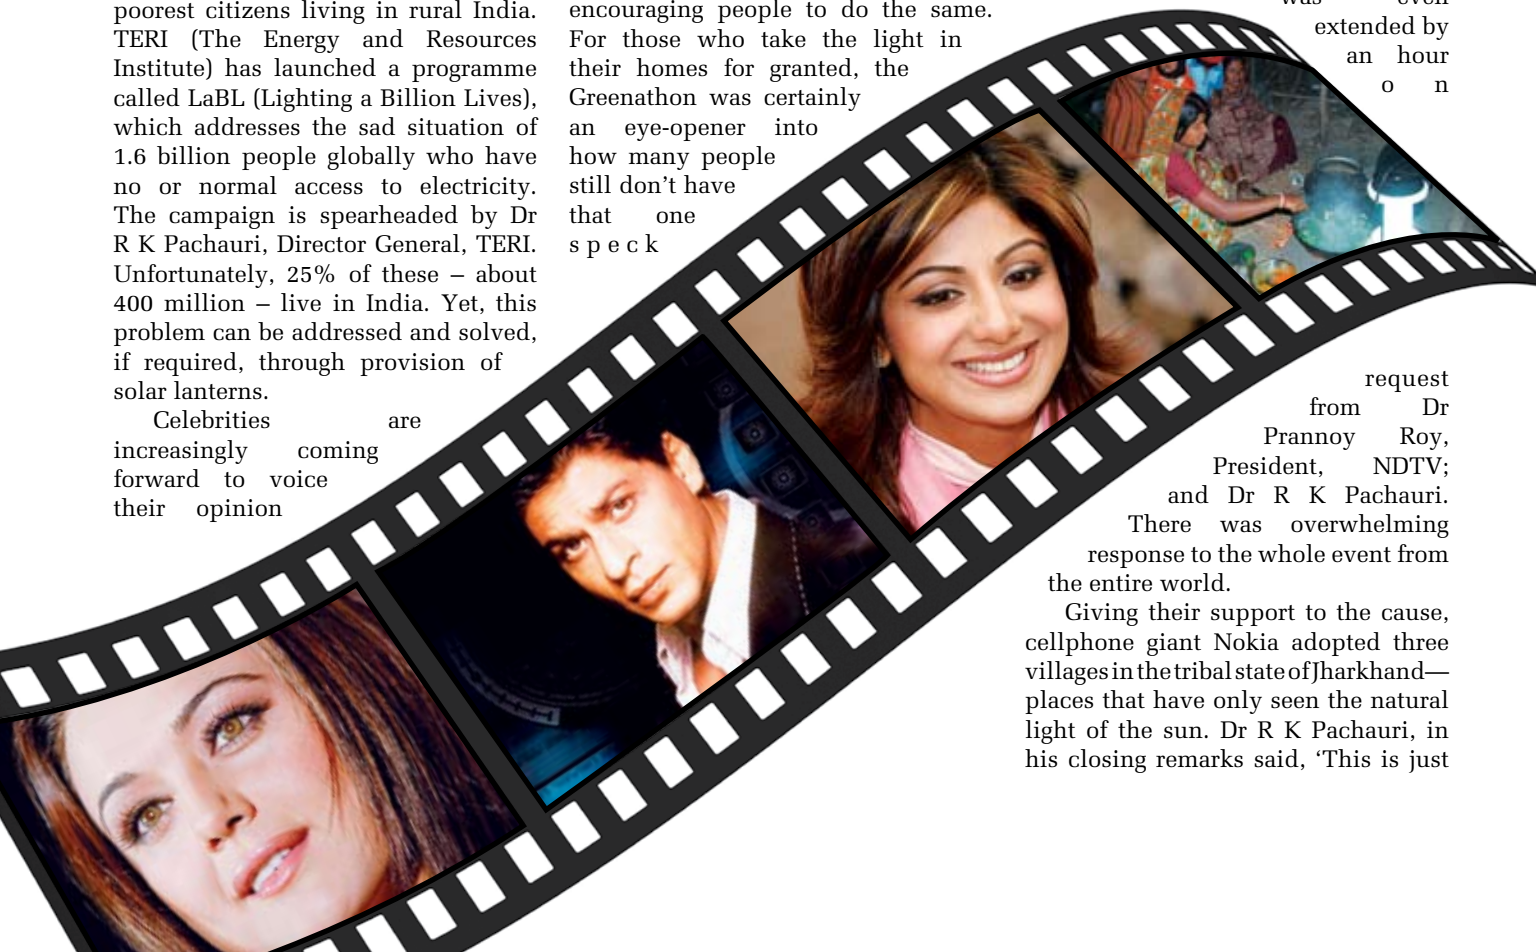 poorest citizens living in rural India.
TERI (The Energy and Resources
Institute) has launched a programme
called LaBL (Lighting a Billion Lives),
which addresses the sad situation of
1.6 billion people globally who have
no or normal access to electricity.
The campaign is spearheaded by Dr
R K Pachauri, Director General, TERI.
Unfortunately, 25% of these – about
400 million – live in India. Yet, this
problem can be addressed and solved,
if required, through provision of
solar lanterns.
Celebrities are
increasingly coming
forward to voice
their opinion
encouraging people to do the same.
For those who take the light in
their homes for granted, the
Greenathon was certainly
an eye-opener into
how many people
still don’t have
that one
speck
was even
extended by
an hour
on
request
from Dr
Prannoy Roy,
President, NDTV;
and Dr R K Pachauri.
There was overwhelming
response to the whole event from
the entire world.
Giving their support to the cause,
cellphone giant Nokia adopted three
villages in the tribal state of Jharkhand—
places that have only seen the natural
light of the sun. Dr R K Pachauri, in
his closing remarks said, ‘This is just